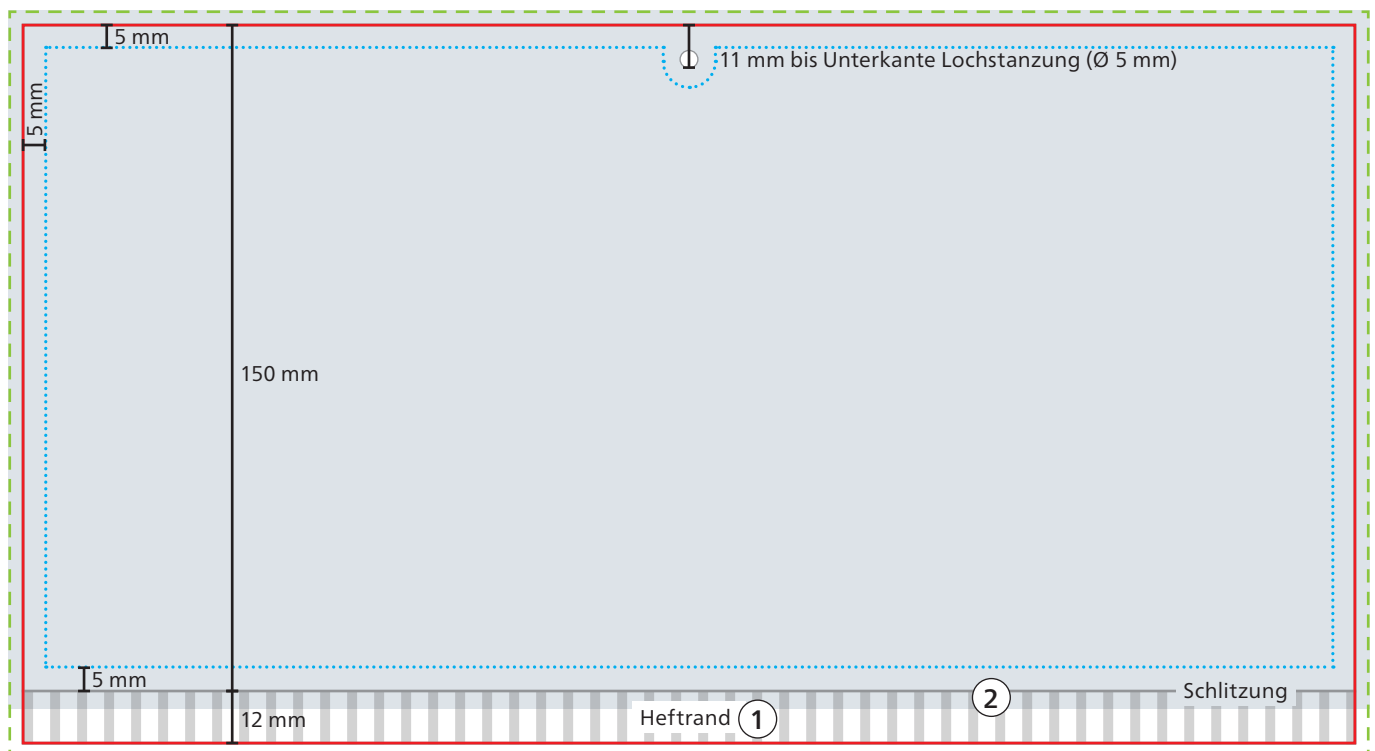 5 mm
11 mm bis Unterkante Lochstanzung (Ø 5 mm)
5 mm
150 mm
5 mm
2
Schlitzung
12 mm
Heftrand 1